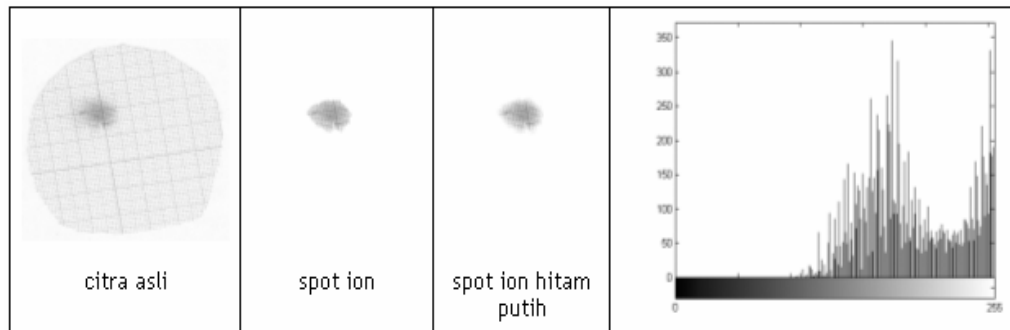 citra asli
spot ion
spot ion hitam
putih
350
300
250
200
150
100
50
0
0
255